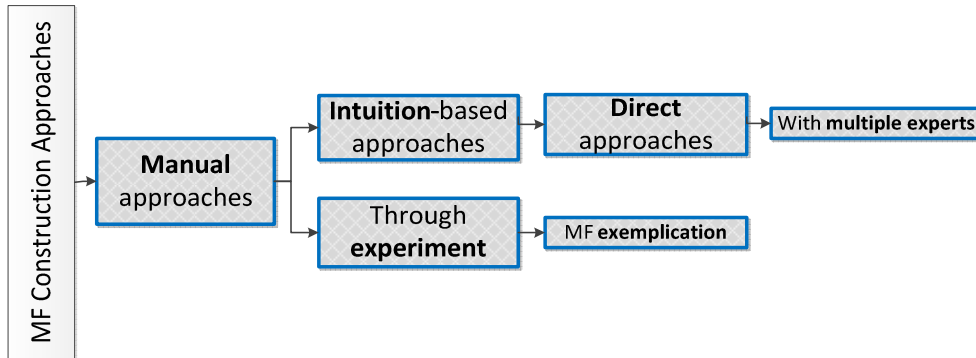 MF Construction Approaches
Manual
approaches
Intuition-based
approaches
Direct
approaches
With multiple experts
Through
experiment
MF exemplication